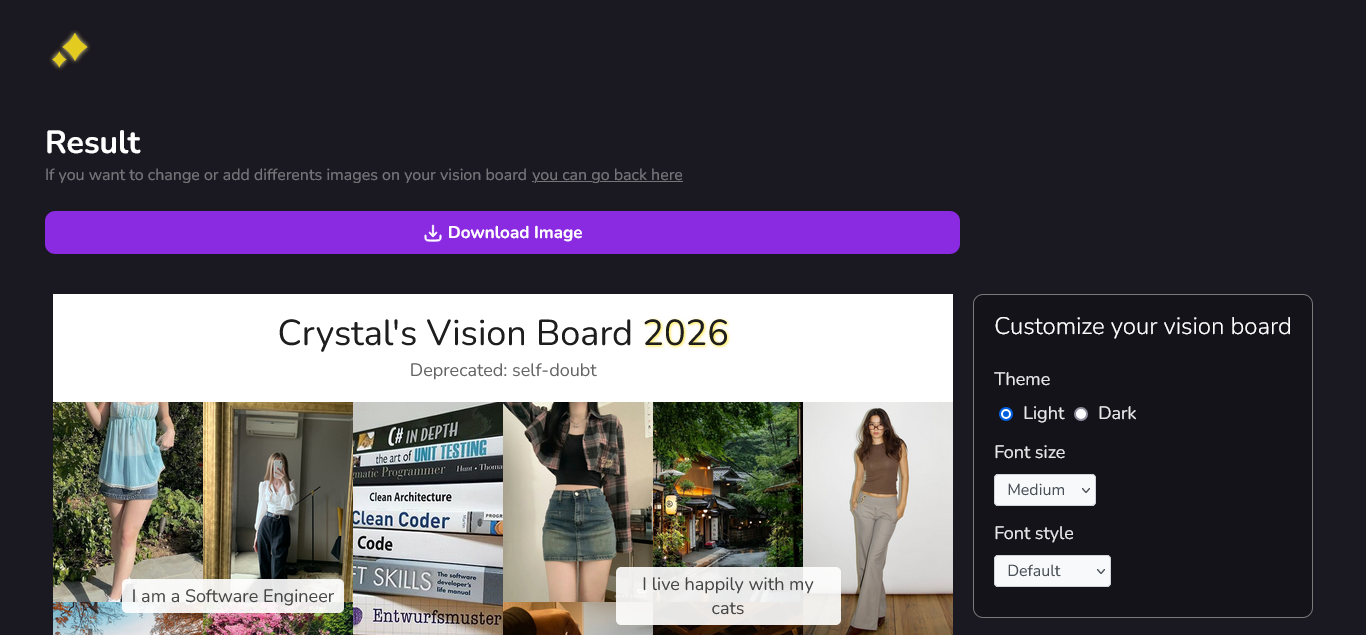 Result
If you want to change or add differents images on your vision board you can go back here
Download Image
Crystal's Vision Board 2026
Deprecated: self-doubt
C# IN DEPTH
the art of UNIT TESTING
matic Programmer Hunt • Thoma
Clean Architecture
Clean Coder
PROGR
Code
FT SKILLS The software developer's life manual
Entwurfsmuster
I am a Software Engineer
I live happily with my
cats
Customize your vision board
Theme
Light Dark
Font size
Medium
Font style
Default